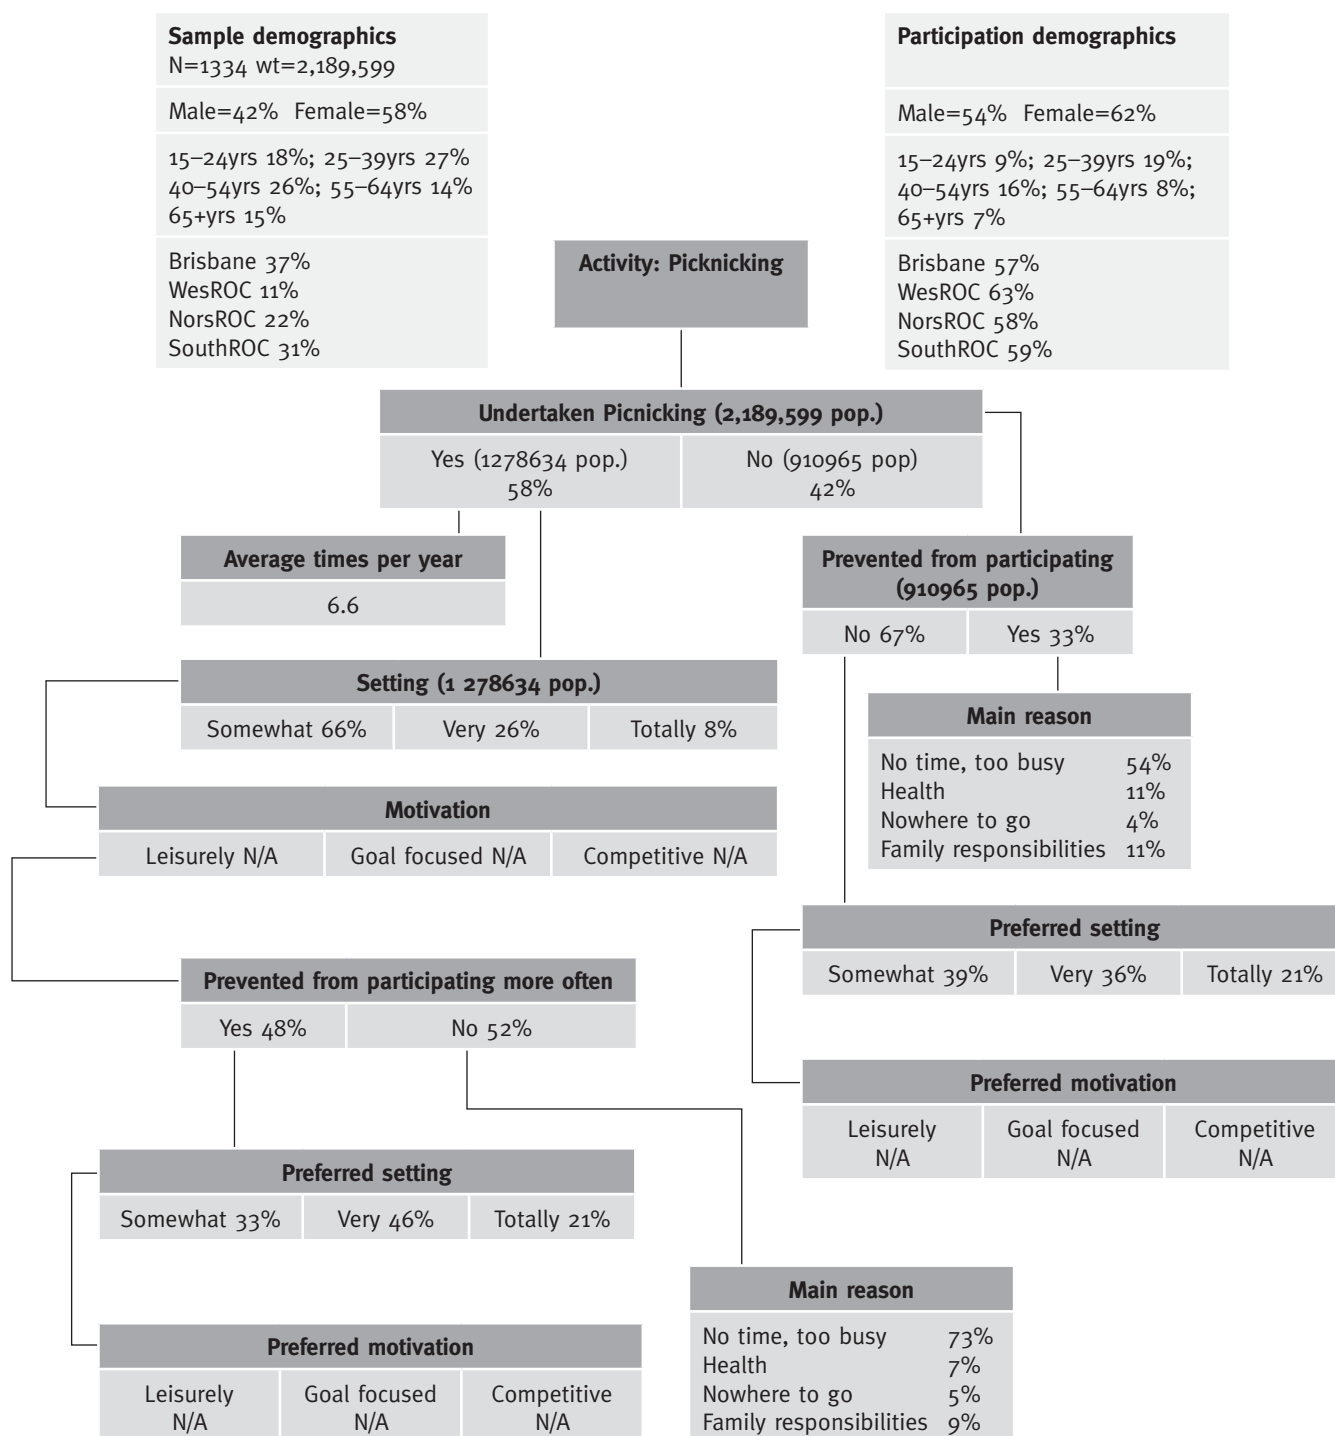 Sample demographics
N=1334 wt=2,189,599
Male=42% Female=58%
15–24yrs 18%; 25–39yrs 27%
40–54yrs 26%; 55–64yrs 14%
65+yrs 15%
Brisbane 37%
WesROC 11%
NorsROC 22%
SouthROC 31%
Participation demographics
Male=54% Female=62%
15–24yrs 9%; 25–39yrs 19%;
40–54yrs 16%; 55–64yrs 8%;
65+yrs 7%
Brisbane 57%
WesROC 63%
NorsROC 58%
SouthROC 59%
Activity: Picknicking
Undertaken Picnicking (2,189,599 pop.)
Yes (1278634 pop.)
58%
No (910965 pop)
42%
Average times per year
6.6
Prevented from participating
(910965 pop.)
No 67% Yes 33%
Setting (1 278634 pop.)
Somewhat 66% Very 26% Totally 8%
Main reason
No time, too busy 54%
Health 11%
Nowhere to go 4%
Family responsibilities 11%
Motivation
Leisurely N/A Goal focused N/A Competitive N/A
Preferred setting
Somewhat 39% Very 36% Totally 21%
Prevented from participating more often
Yes 48% No 52%
Preferred motivation
Leisurely
N/A
Goal focused
N/A
Competitive
N/A
Preferred setting
Somewhat 33% Very 46% Totally 21%
Main reason
No time, too busy 73%
Health 7%
Nowhere to go 5%
Family responsibilities 9%
Preferred motivation
Leisurely
N/A
Goal focused
N/A
Competitive
N/A